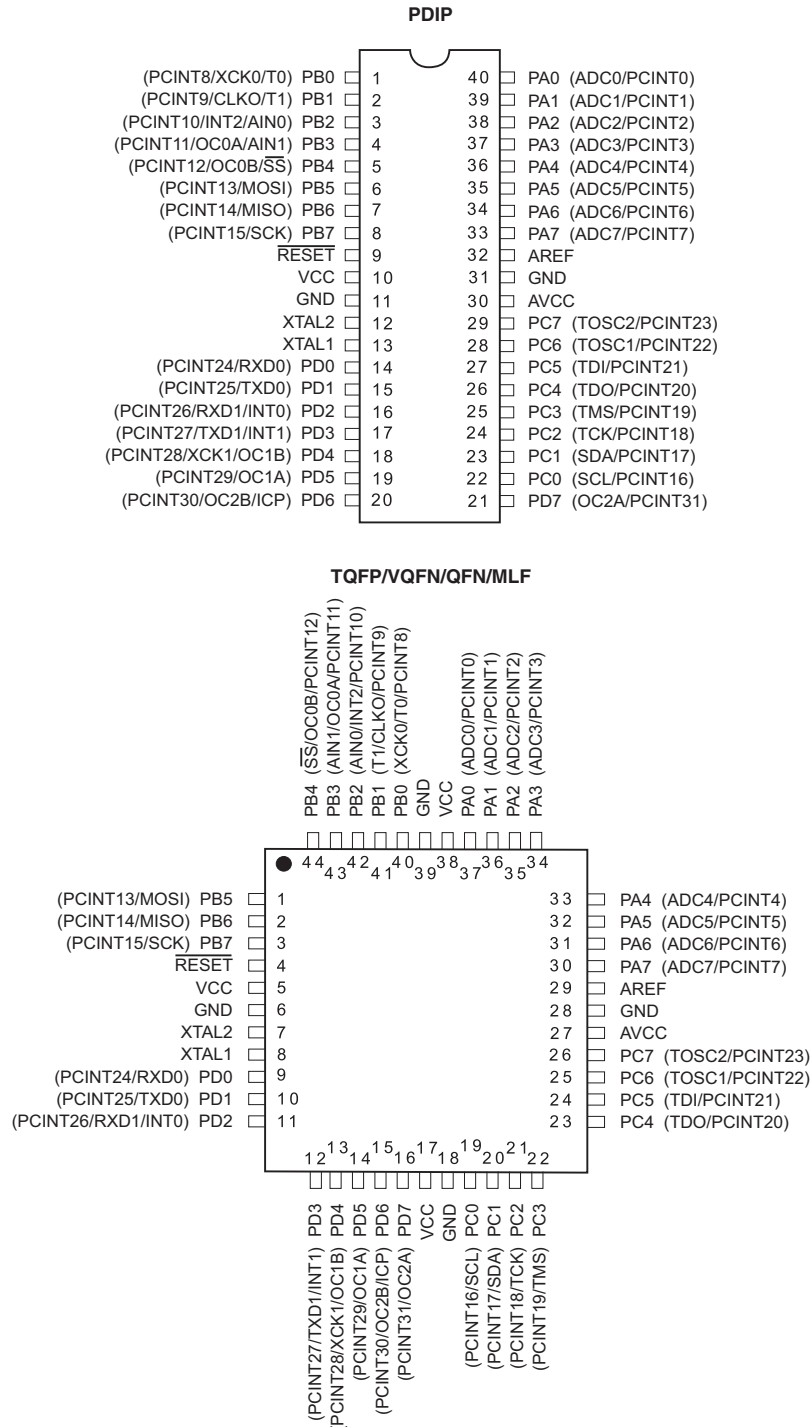 PDIP
(PCINT8/XCK0/T0) PB0 1 40 PA0 (ADC0/PCINT0)
(PCINT9/CLKO/T1) PB1 2 39 PA1 (ADC1/PCINT1)
(PCINT10/INT2/AIN0) PB2 3 38 PA2 (ADC2/PCINT2)
(PCINT11/OC0A/AIN1) PB3 4 37 PA3 (ADC3/PCINT3)
(PCINT12/OC0B/SS) PB4 5 36 PA4 (ADC4/PCINT4)
(PCINT13/MOSI) PB5 6 35 PA5 (ADC5/PCINT5)
(PCINT14/MISO) PB6 7 34 PA6 (ADC6/PCINT6)
(PCINT15/SCK) PB7 8 33 PA7 (ADC7/PCINT7)
RESET 9 32 AREF
VCC 10 31 GND
GND 11 30 AVCC
XTAL2 12 29 PC7 (TOSC2/PCINT23)
XTAL1 13 28 PC6 (TOSC1/PCINT22)
(PCINT24/RXD0) PD0 14 27 PC5 (TDI/PCINT21)
(PCINT25/TXD0) PD1 15 26 PC4 (TDO/PCINT20)
(PCINT26/RXD1/INT0) PD2 16 25 PC3 (TMS/PCINT19)
(PCINT27/TXD1/INT1) PD3 17 24 PC2 (TCK/PCINT18)
(PCINT28/XCK1/OC1B) PD4 18 23 PC1 (SDA/PCINT17)
(PCINT29/OC1A) PD5 19 22 PC0 (SCL/PCINT16)
(PCINT30/OC2B/ICP) PD6 20 21 PD7 (OC2A/PCINT31)
TQFP/VQFN/QFN/MLF
PB4 (SS/OC0B/PCINT12)
PB3 (AIN1/OC0A/PCINT11)
PB2 (AIN0/INT2/PCINT10)
PB1 (T1/CLKO/PCINT9)
PB0 (XCK0/T0/PCINT8)
GND
VCC
PA0 (ADC0/PCINT0)
PA1 (ADC1/PCINT1)
PA2 (ADC2/PCINT2)
PA3 (ADC3/PCINT3)
44 43 42 41 40 39 38 37 36 35 34
(PCINT13/MOSI) PB5 1 33 PA4 (ADC4/PCINT4)
(PCINT14/MISO) PB6 2 32 PA5 (ADC5/PCINT5)
(PCINT15/SCK) PB7 3 31 PA6 (ADC6/PCINT6)
RESET 4 30 PA7 (ADC7/PCINT7)
VCC 5 29 AREF
GND 6 28 GND
XTAL2 7 27 AVCC
XTAL1 8 26 PC7 (TOSC2/PCINT23)
(PCINT24/RXD0) PD0 9 25 PC6 (TOSC1/PCINT22)
(PCINT25/TXD0) PD1 10 24 PC5 (TDI/PCINT21)
(PCINT26/RXD1/INT0) PD2 11 23 PC4 (TDO/PCINT20)
12 13 14 15 16 17 18 19 20 21 22
(PCINT27/TXD1/INT1) PD3
(PCINT28/XCK1/OC1B) PD4
(PCINT29/OC1A) PD5
(PCINT30/OC2B/ICP) PD6
(PCINT31/OC2A) PD7
VCC
GND
(PCINT16/SCL) PC0
(PCINT17/SDA) PC1
(PCINT18/TCK) PC2
(PCINT19/TMS) PC3